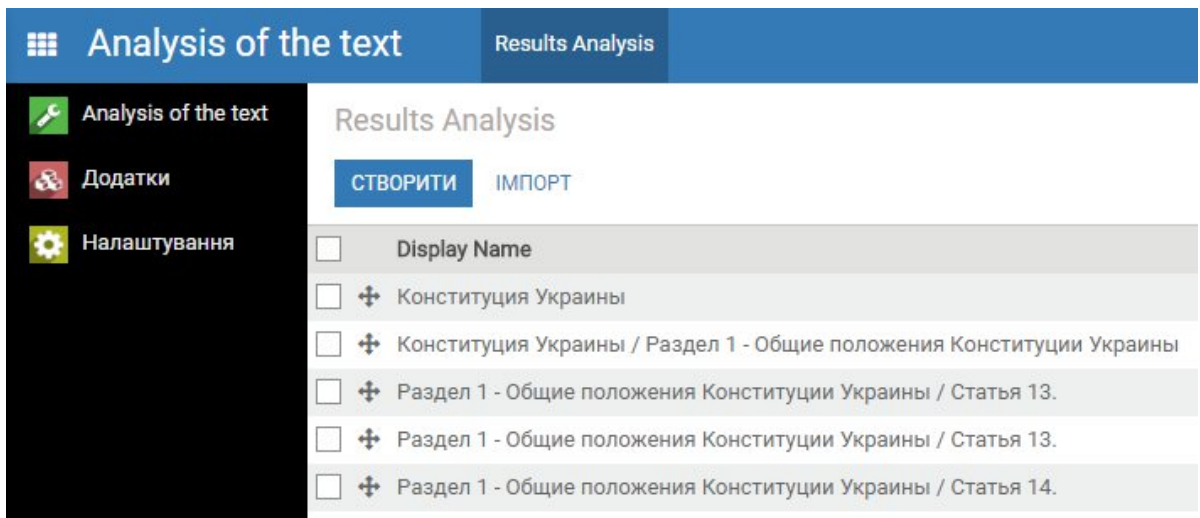 Analysis of the text Results Analysis
Analysis of the text
Додатки
Налаштування
Results Analysis
СТВОРИТИ ІМПОРТ
Display Name
Конституция Украины
Конституция Украины / Раздел 1 - Общие положения Конституции Украины
Раздел 1 - Общие положения Конституции Украины / Статья 13.
Раздел 1 - Общие положения Конституции Украины / Статья 13.
Раздел 1 - Общие положения Конституции Украины / Статья 14.